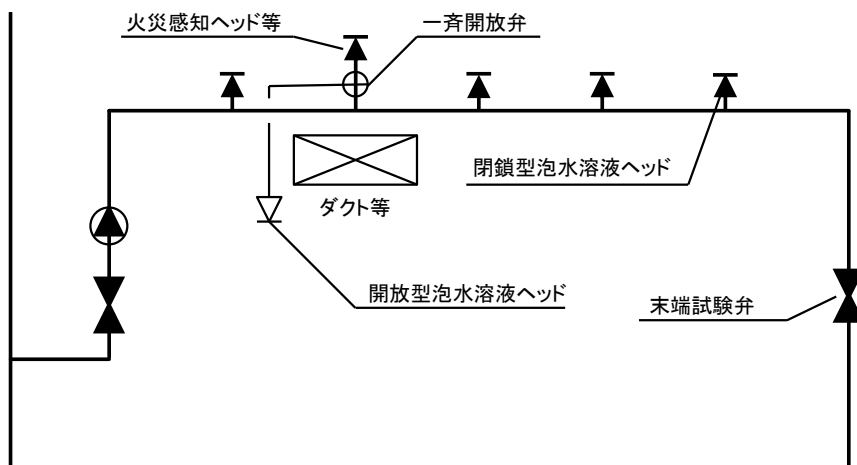 火災感知ヘッド等
一斉開放弁
閉鎖型泡水溶液ヘッド
ダクト等
開放型泡水溶液ヘッド
末端試験弁